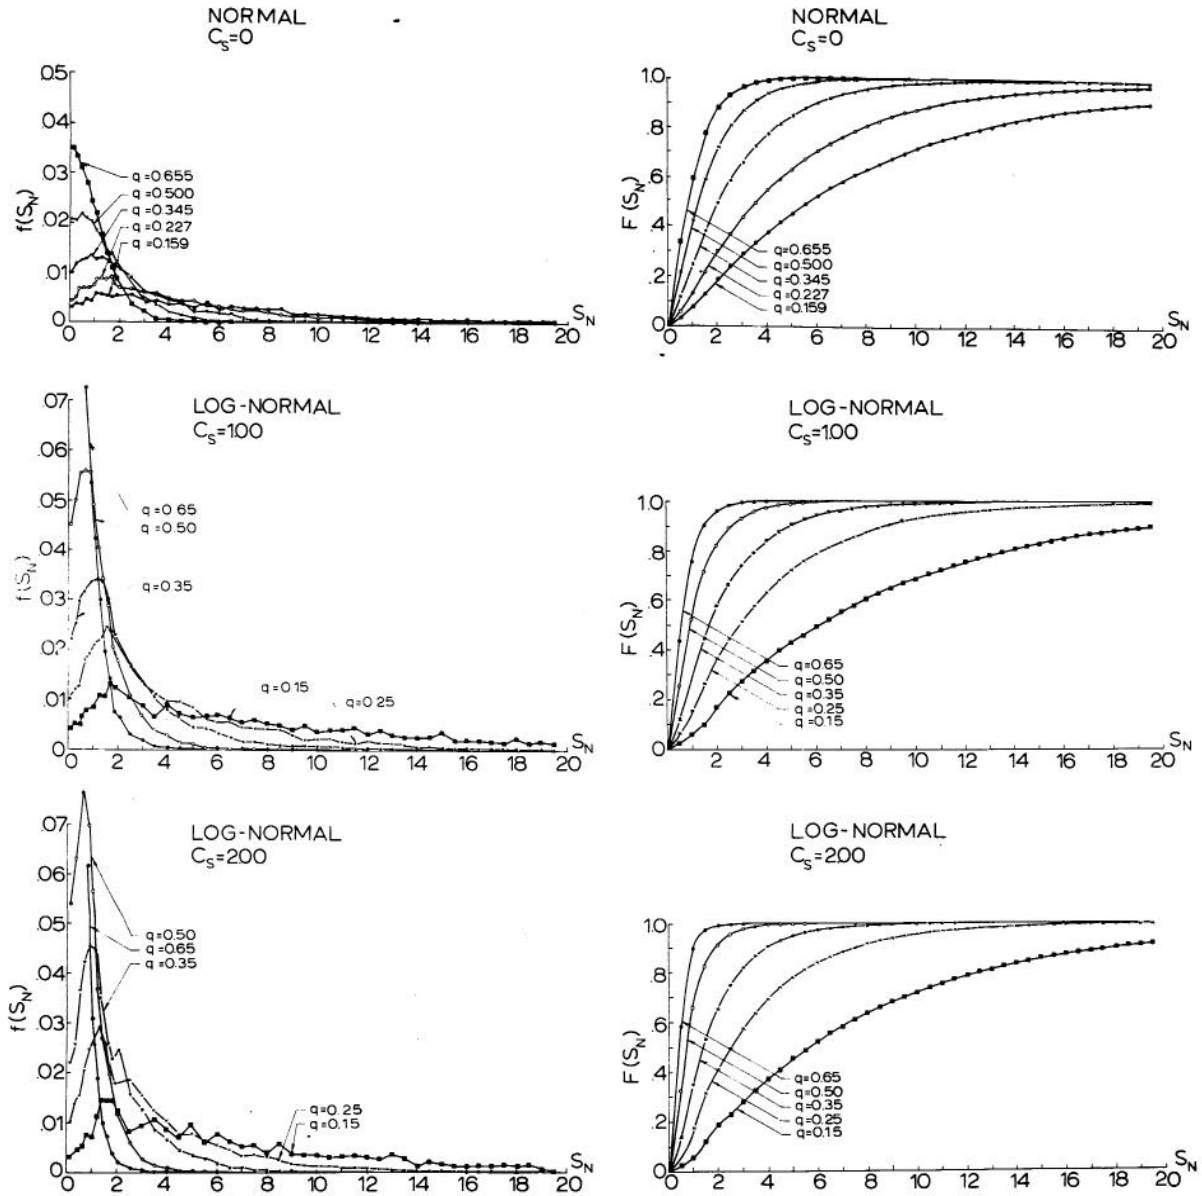 NORMAL
C_S=0
f(S_N)
0.5
0.4
.03
.02
.01
0
q=0.655
q=0.500
q=0.345
q=0.227
q=0.159
0 2 4 6 8 10 12 14 16 18 20
S_N
NORMAL
C_S=0
F(S_N)
1.0
.8
.6
.4
.2
0
q=0.655
q=0.500
q=0.345
q=0.227
q=0.159
0 2 4 6 8 10 12 14 16 18 20
S_N
LOG-NORMAL
C_S=1.00
f(S_N)
.07
.06
.05
.04
.03
.02
.01
0
q=0.65
q=0.50
q=0.35
q=0.15
q=0.25
0 2 4 6 8 10 12 14 16 18 20
S_N
LOG-NORMAL
C_S=1.00
F(S_N)
1.0
.8
.6
.4
.2
0
q=0.65
q=0.50
q=0.35
q=0.25
q=0.15
0 2 4 6 8 10 12 14 16 18 20
S_N
LOG-NORMAL
C_S=2.00
f(S_N)
.07
.06
.05
.04
.03
.02
.01
0
q=0.50
q=0.65
q=0.35
q=0.25
q=0.15
0 2 4 6 8 10 12 14 16 18 20
S_N
LOG-NORMAL
C_S=2.00
F(S_N)
1.0
.8
.6
.4
.2
0
q=0.65
q=0.50
q=0.35
q=0.25
q=0.15
0 2 4 6 8 10 12 14 16 18 20
S_N